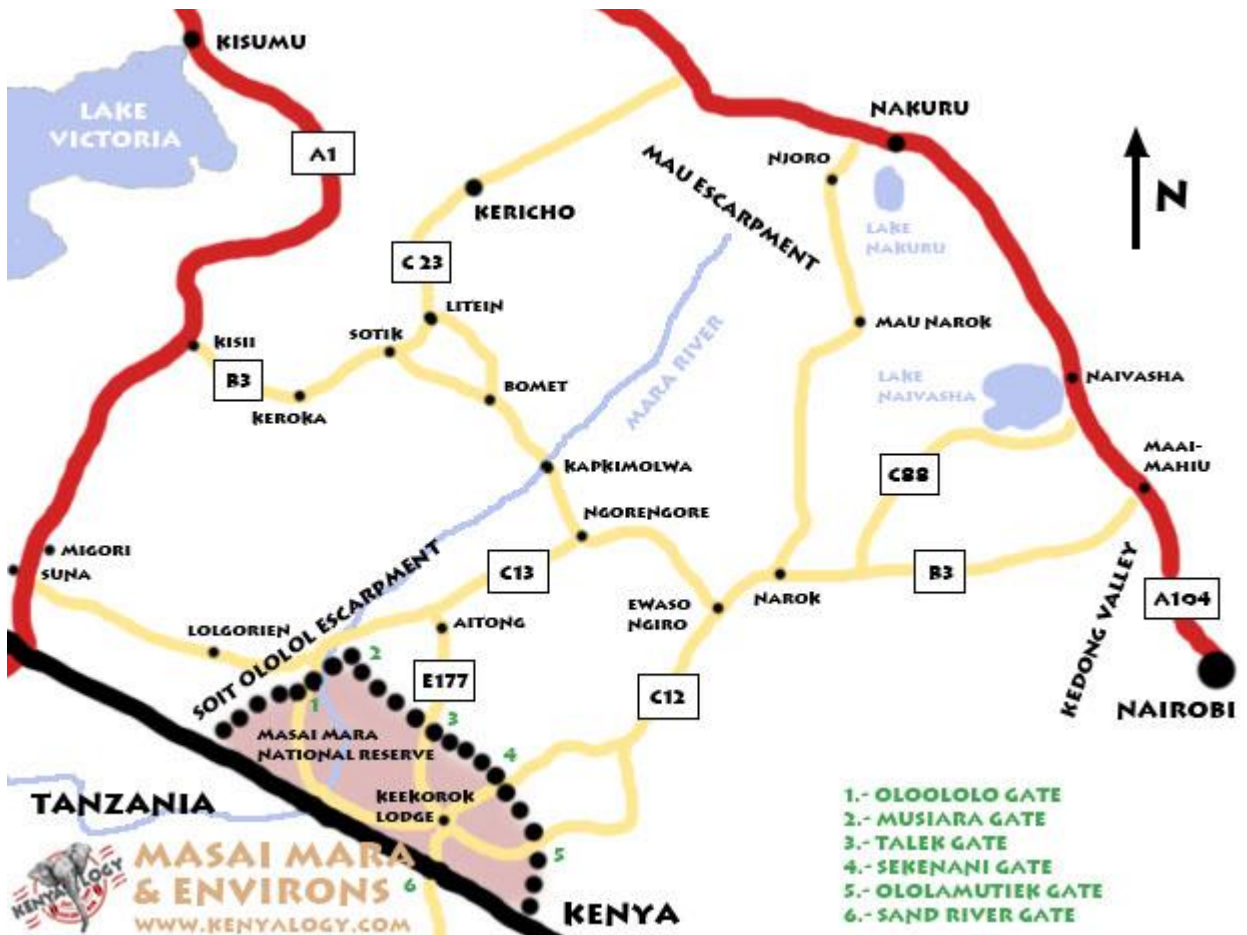 KISUMU
LAKE
VICTORIA
A1
NAKURU
NJORO
MAU ESCARPMENT
KERICHO
LAKE
NAKURU
N
C 23
LITEIN
SOTIK
KISII
MAU NAROK
B3
KEROKA
BOMET
MARA RIVER
LAKE
NAIVASHA
NAIVASHA
MAAI-
MAHIU
KAPKIMOLWA
C88
NGORENGORE
MIGORI
SUNA
C13
B3
NAROK
KEDONG VALLEY
A104
EWASO
NGIRO
LOLGORIEN
SOIT OLOLOL ESCARPMENT
AITONG
E177
C12
NAIROBI
1
2
3
4
5
6
MASAI MARA
NATIONAL RESERVE
KEEKOROK
LODGE
TANZANIA
KENYA
1.- OLOOLOLO GATE
2.- MUSIARA GATE
3.- TALEK GATE
4.- SEKENANI GATE
5.- OLOLAMUTIEK GATE
6.- SAND RIVER GATE
KENYALOGY
MASAI MARA
& ENVIRONS
WWW.KENYALOGY.COM